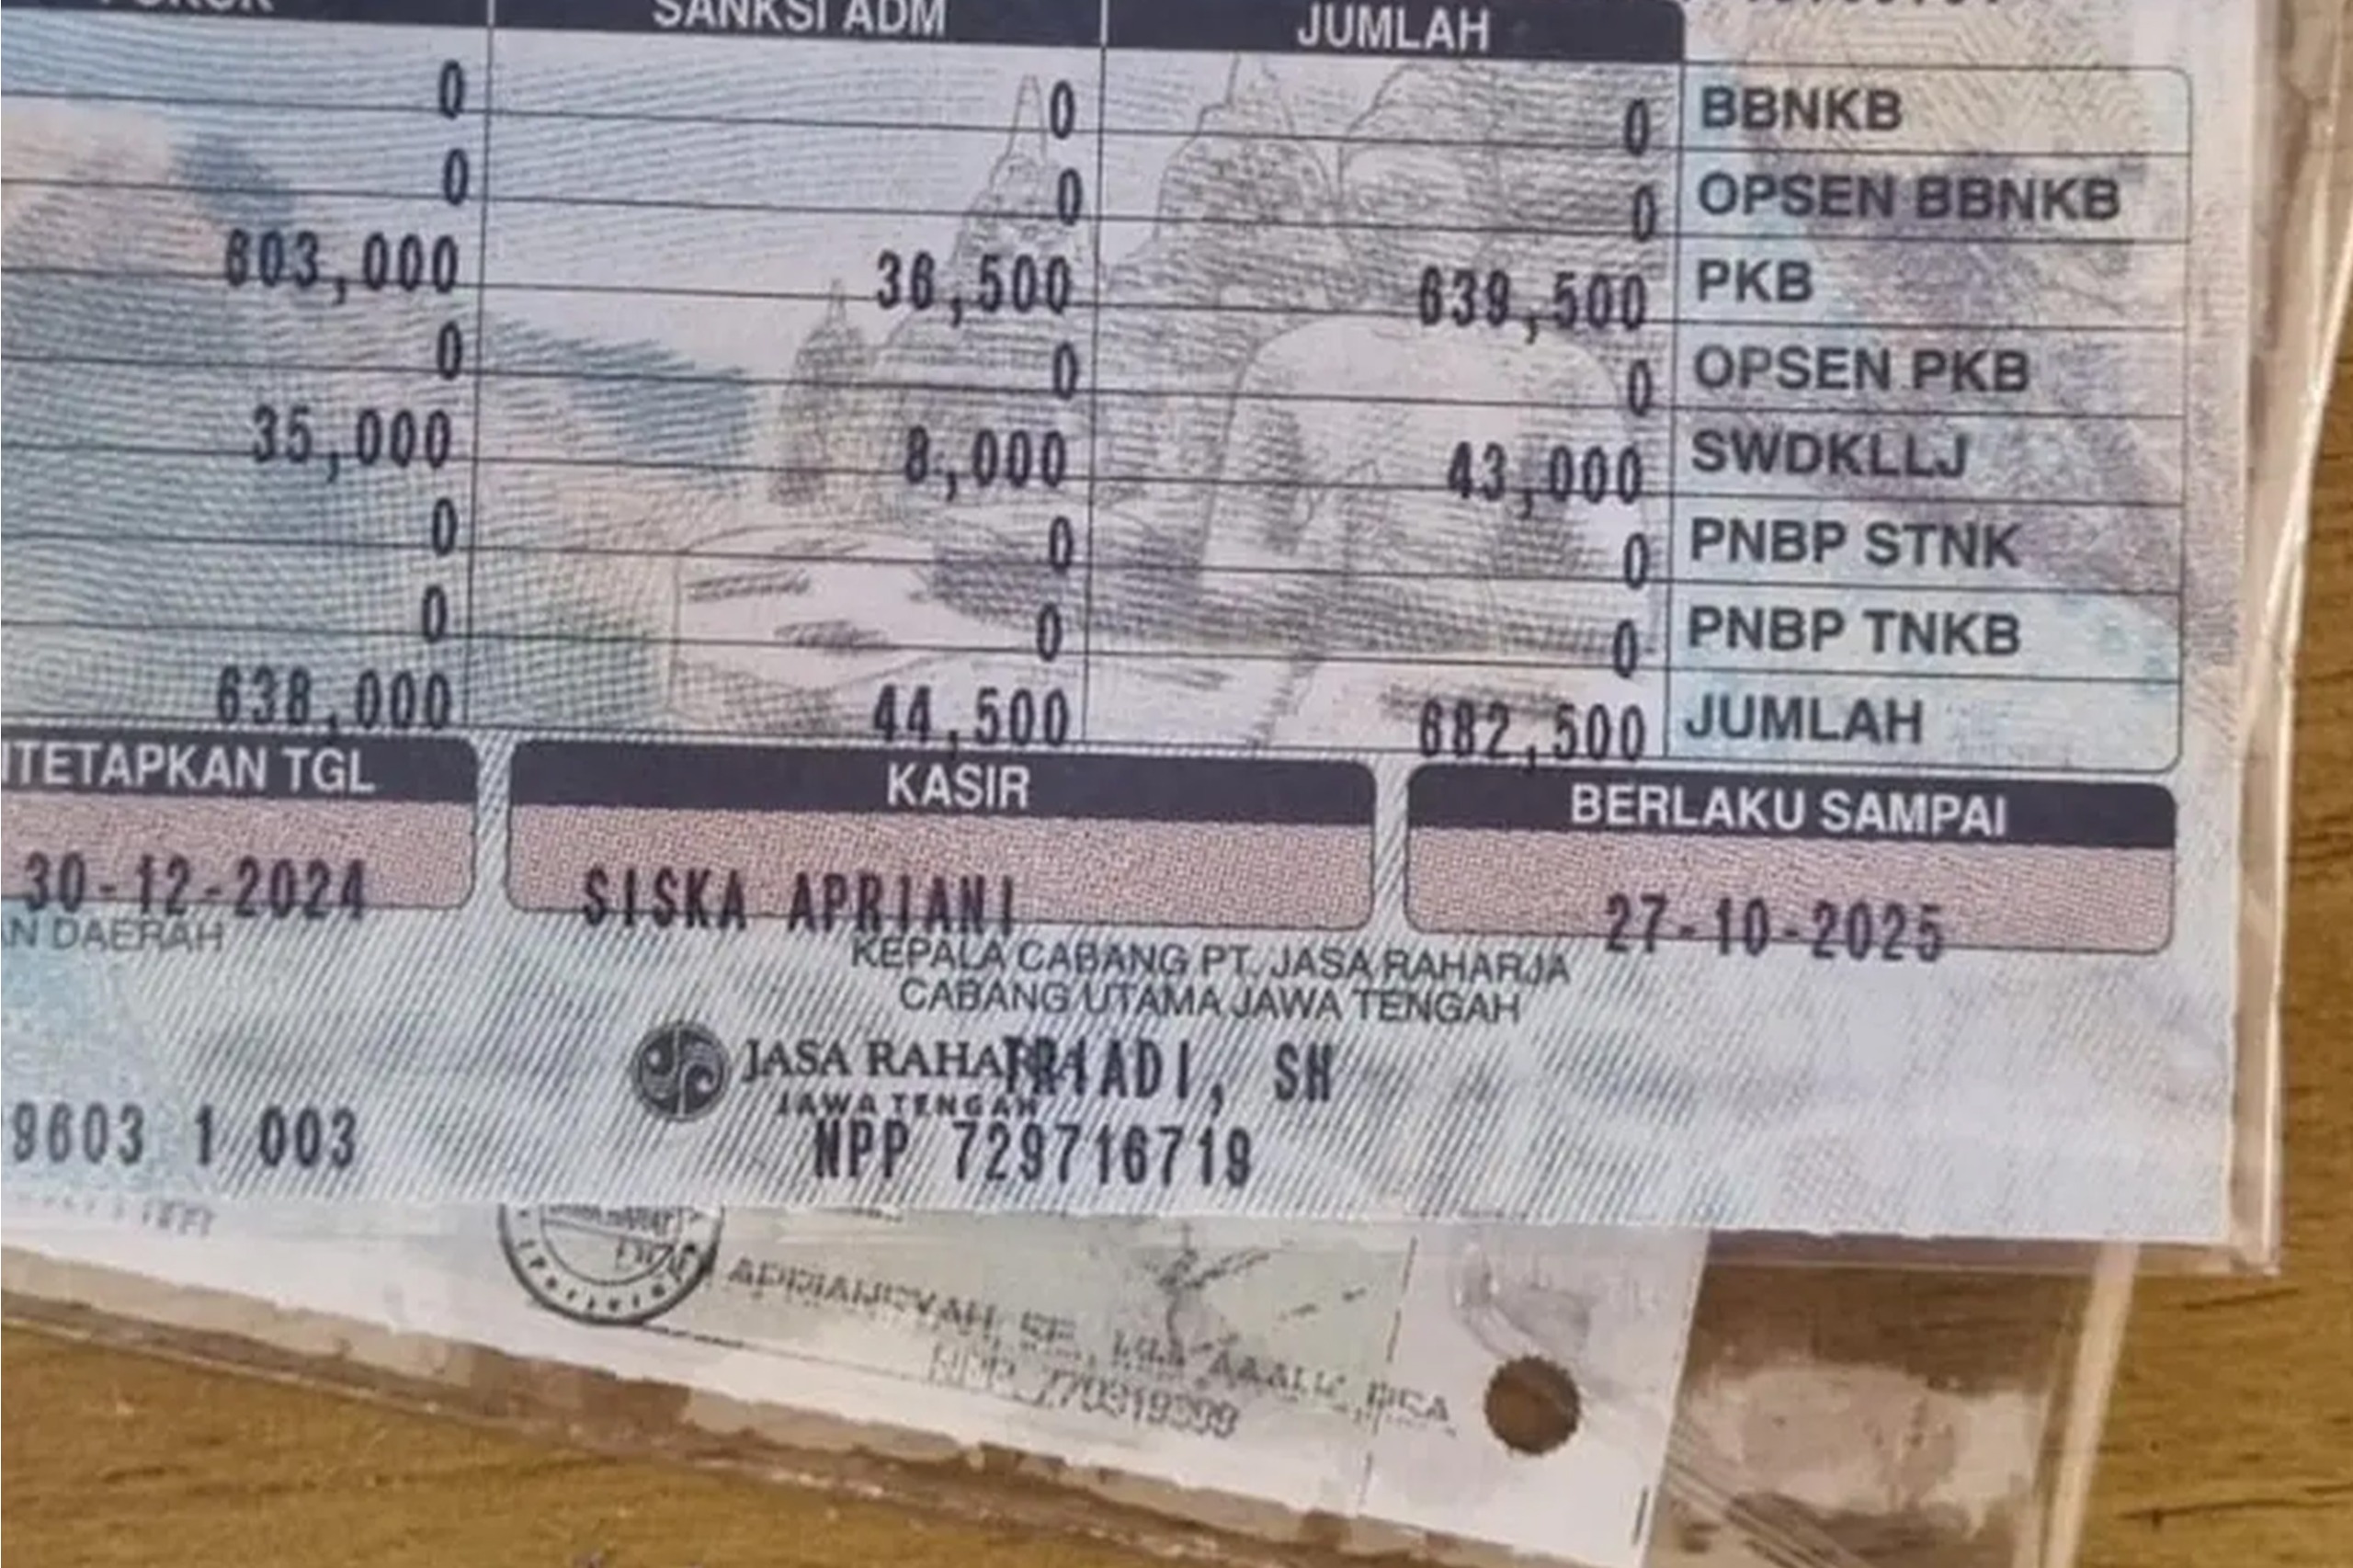 SANKSI ADM JUMLAH
0 0 0 BBNKB
0 0 0 OPSEN BBNKB
603,000 36,500 639,500 PKB
0 0 0 OPSEN PKB
35,000 8,000 43,000 SWDKLLJ
0 0 0 PNBP STNK
0 0 0 PNBP TNKB
638,000 44,500 682,500 JUMLAH
ITETAPKAN TGL KASIR BERLAKU SAMPAI
30-12-2024 SISKA APRIANI 27-10-2025
AN DAERAH
KEPALA CABANG PT. JASA RAHARJA
CABANG UTAMA JAWA TENGAH
JASA RAHA TRIADI, SH
JAWA TENGAH
9603 1 003 NPP 729716719
NPP 770319399